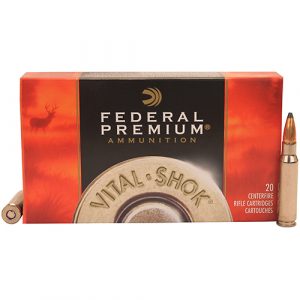 FEDERAL
PREMIUM®
AMMUNITION
VITAL·SHOK
20
CENTERFIRE
RIFLE CARTRIDGES
CARTOUCHES